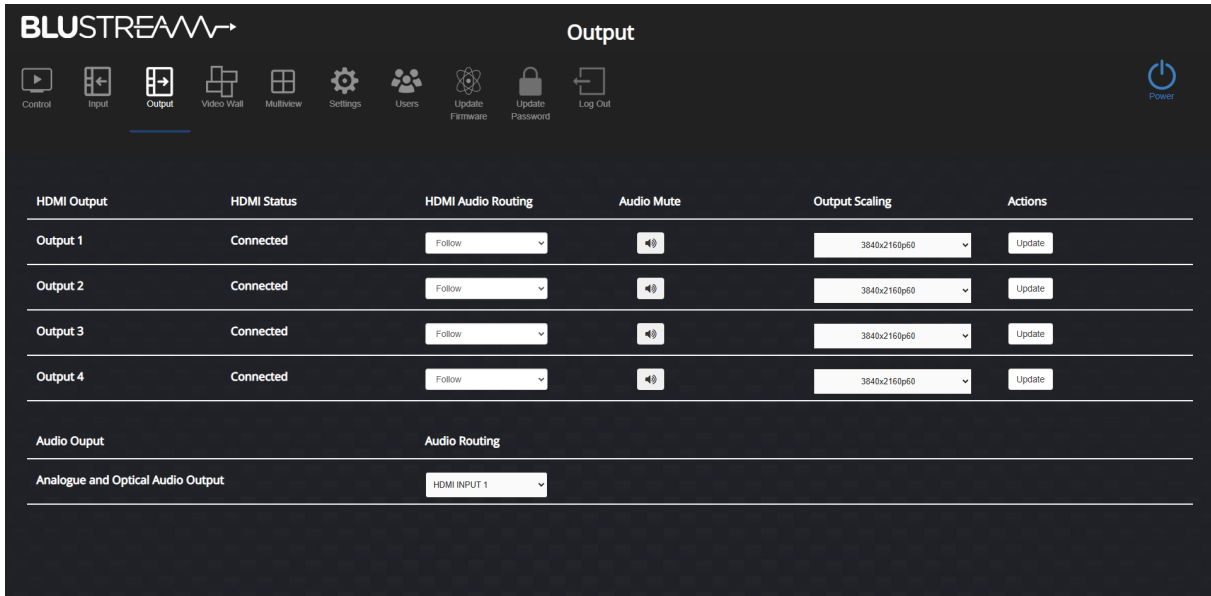 BLUSTREAM
Output
Control
Input
Output
Video Wall
Multiview
Settings
Users
Update Firmware
Update Password
Log Out
Power
HDMI Output HDMI Status HDMI Audio Routing Audio Mute Output Scaling Actions
Output 1 Connected Follow 3840x2160p60 Update
Output 2 Connected Follow 3840x2160p60 Update
Output 3 Connected Follow 3840x2160p60 Update
Output 4 Connected Follow 3840x2160p60 Update
Audio Ouput Audio Routing
Analogue and Optical Audio Output HDMI INPUT 1